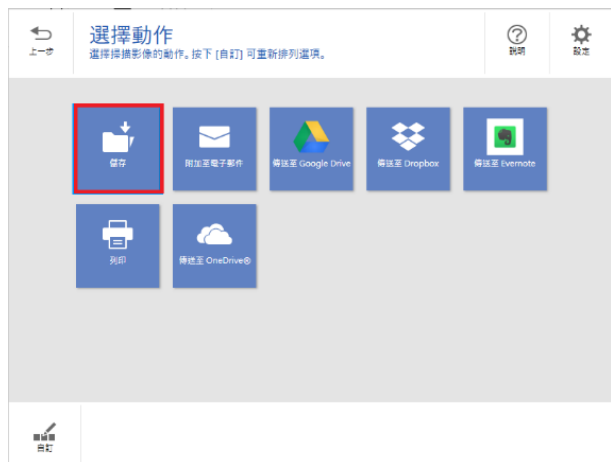 上一步
選擇動作
選擇掃描影像的動作。按下 [自訂] 可重新排列選項。
說明
設定
儲存
附加至電子郵件
傳送至 Google Drive
傳送至 Dropbox
傳送至 Evernote
列印
傳送至 OneDrive®
自訂